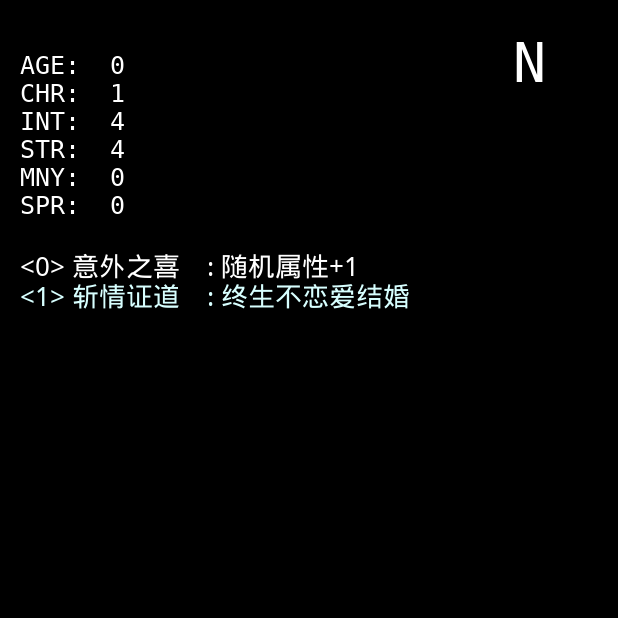 N
AGE: 0
CHR: 1
INT: 4
STR: 4
MNY: 0
SPR: 0
<0> 意外之喜 :随机属性+1
<1> 斩情证道 :终生不恋爱结婚